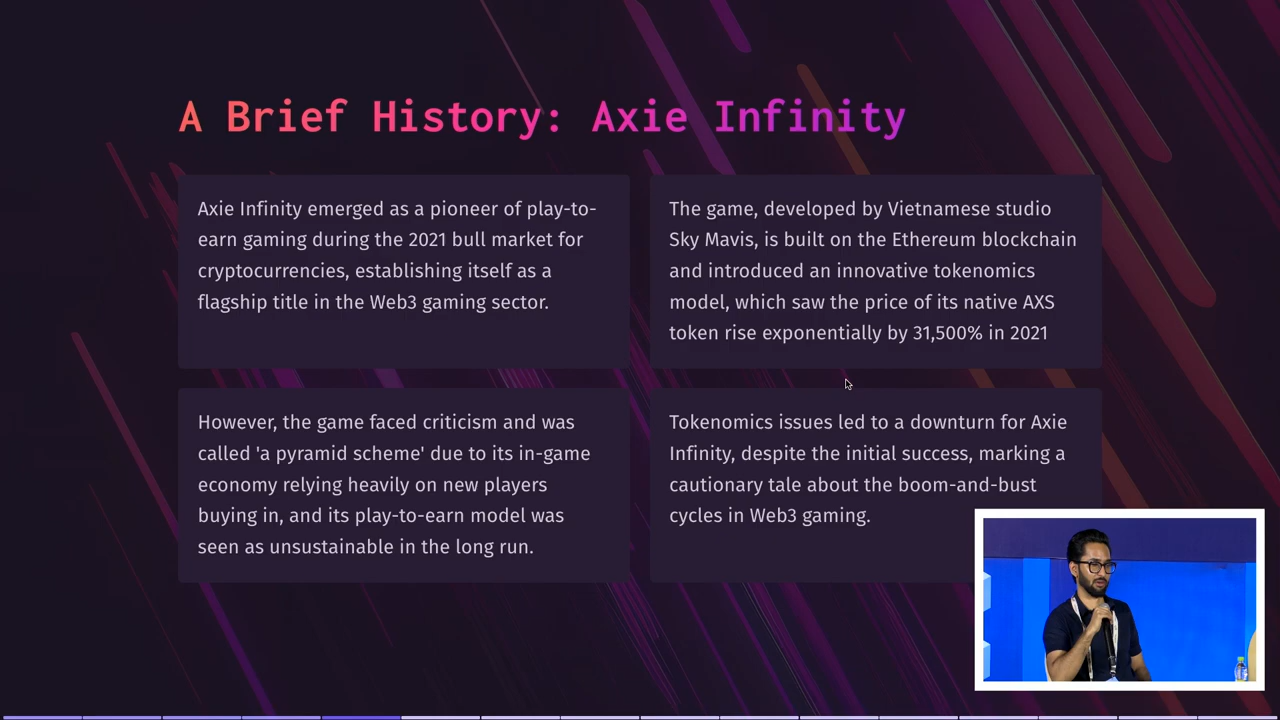 A Brief History: Axie Infinity
Axie Infinity emerged as a pioneer of play-to-
earn gaming during the 2021 bull market for
cryptocurrencies, establishing itself as a
flagship title in the Web3 gaming sector.
The game, developed by Vietnamese studio
Sky Mavis, is built on the Ethereum blockchain
and introduced an innovative tokenomics
model, which saw the price of its native AXS
token rise exponentially by 31,500% in 2021
However, the game faced criticism and was
called 'a pyramid scheme' due to its in-game
economy relying heavily on new players
buying in, and its play-to-earn model was
seen as unsustainable in the long run.
Tokenomics issues led to a downturn for Axie
Infinity, despite the initial success, marking a
cautionary tale about the boom-and-bust
cycles in Web3 gaming.